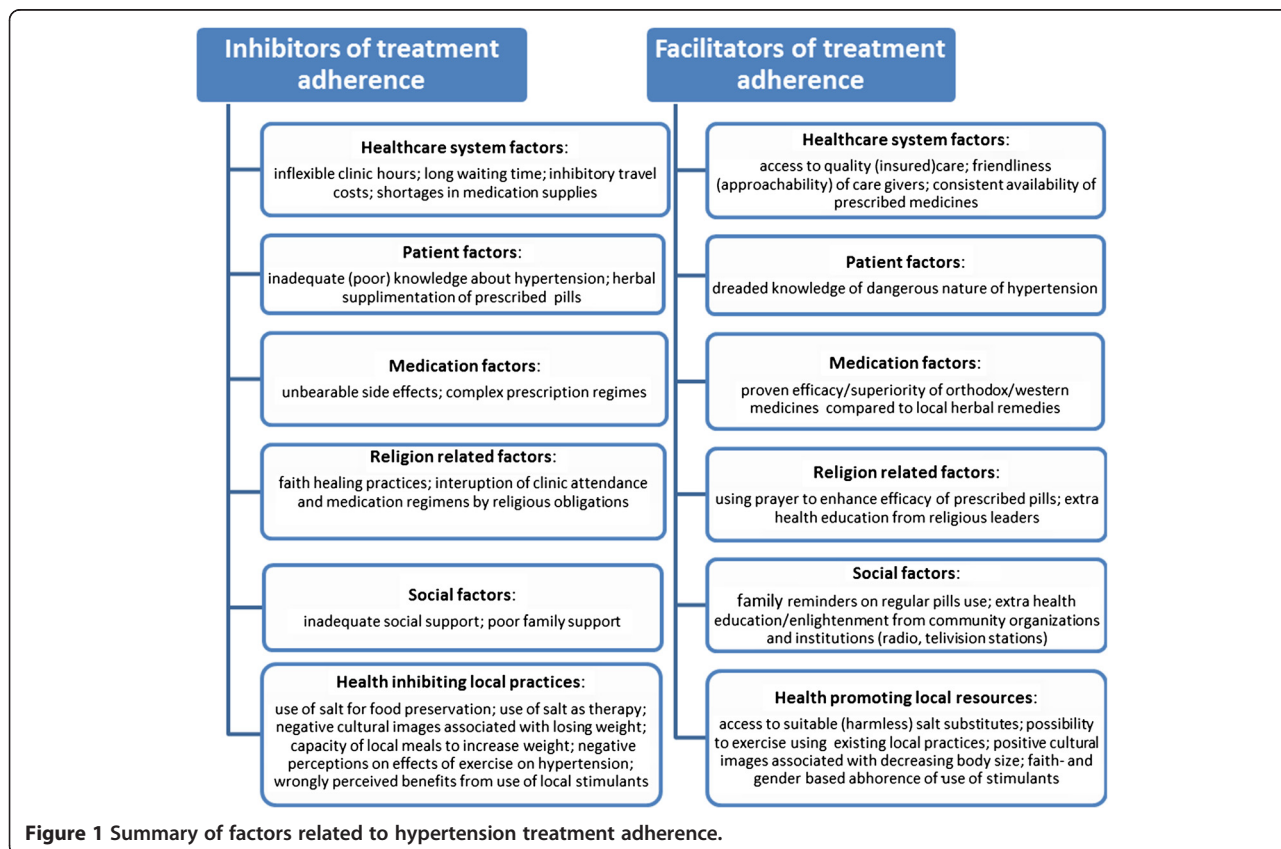 Inhibitors of treatment
adherence
Healthcare system factors:
inflexible clinic hours; long waiting time; inhibitory travel
costs; shortages in medication supplies
Patient factors:
inadequate (poor) knowledge about hypertension; herbal
supplimentation of prescribed pills
Medication factors:
unbearable side effects; complex prescription regimes
Religion related factors:
faith healing practices; interuption of clinic attendance
and medication regimens by religious obligations
Social factors:
inadequate social support; poor family support
Health inhibiting local practices:
use of salt for food preservation; use of salt as therapy;
negative cultural images associated with losing weight;
capacity of local meals to increase weight; negative
perceptions on effects of exercise on hypertension;
wrongly perceived benefits from use of local stimulants
Facilitators of treatment
adherence
Healthcare system factors:
access to quality (insured)care; friendliness
(approachability) of care givers; consistent availability of
prescribed medicines
Patient factors:
dreaded knowledge of dangerous nature of hypertension
Medication factors:
proven efficacy/superiority of orthodox/western
medicines compared to local herbal remedies
Religion related factors:
using prayer to enhance efficacy of prescribed pills; extra
health education from religious leaders
Social factors:
family reminders on regular pills use; extra health
education/enlightenment from community organizations
and institutions (radio, telivision stations)
Health promoting local resources:
access to suitable (harmless) salt substitutes; possibility
to exercise using existing local practices; positive cultural
images associated with decreasing body size; faith- and
gender based abhorence of use of stimulants
Figure 1 Summary of factors related to hypertension treatment adherence.